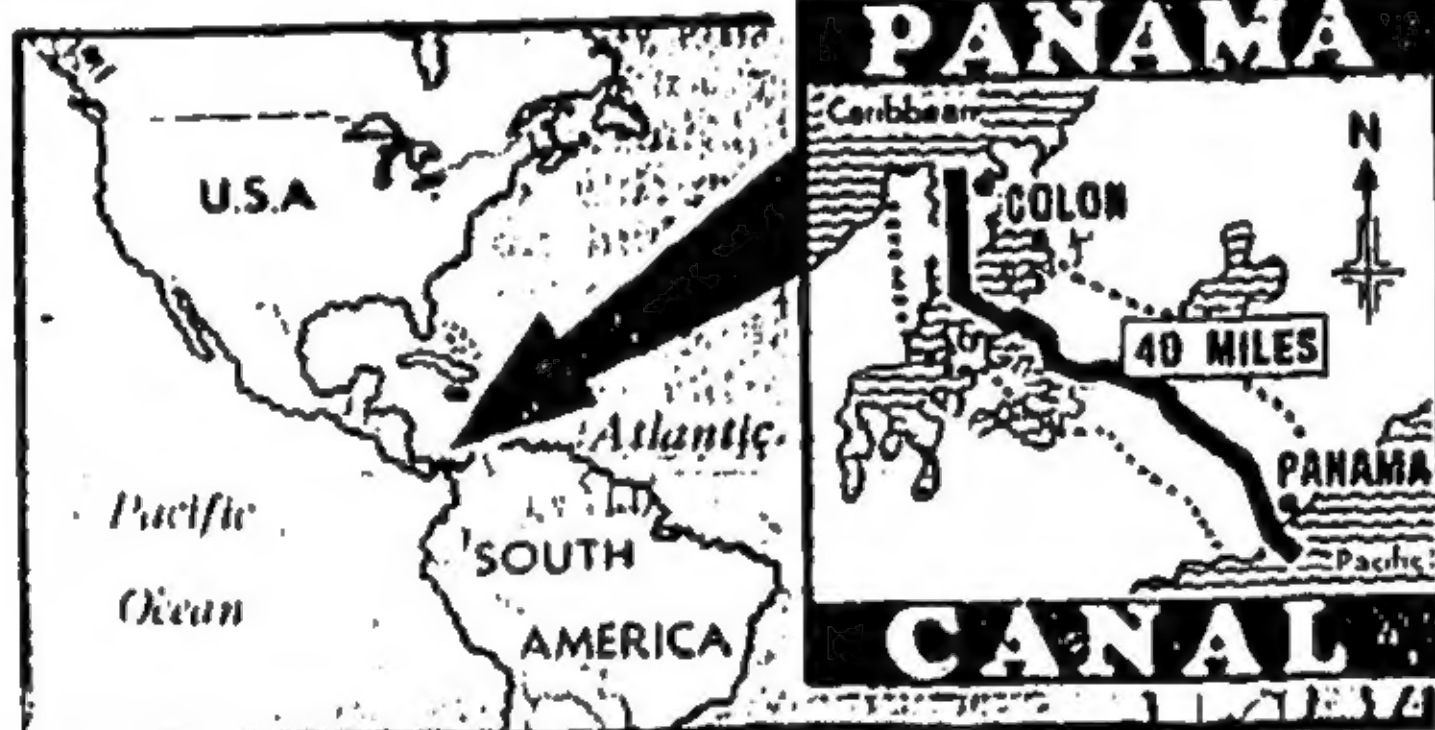 U.S.A
Atlantic
Pacific
Ocean
SOUTH
AMERICA
PANAMA
Caribbean
N
COLON
40 MILES
PANAMA
Pacific
CANAL